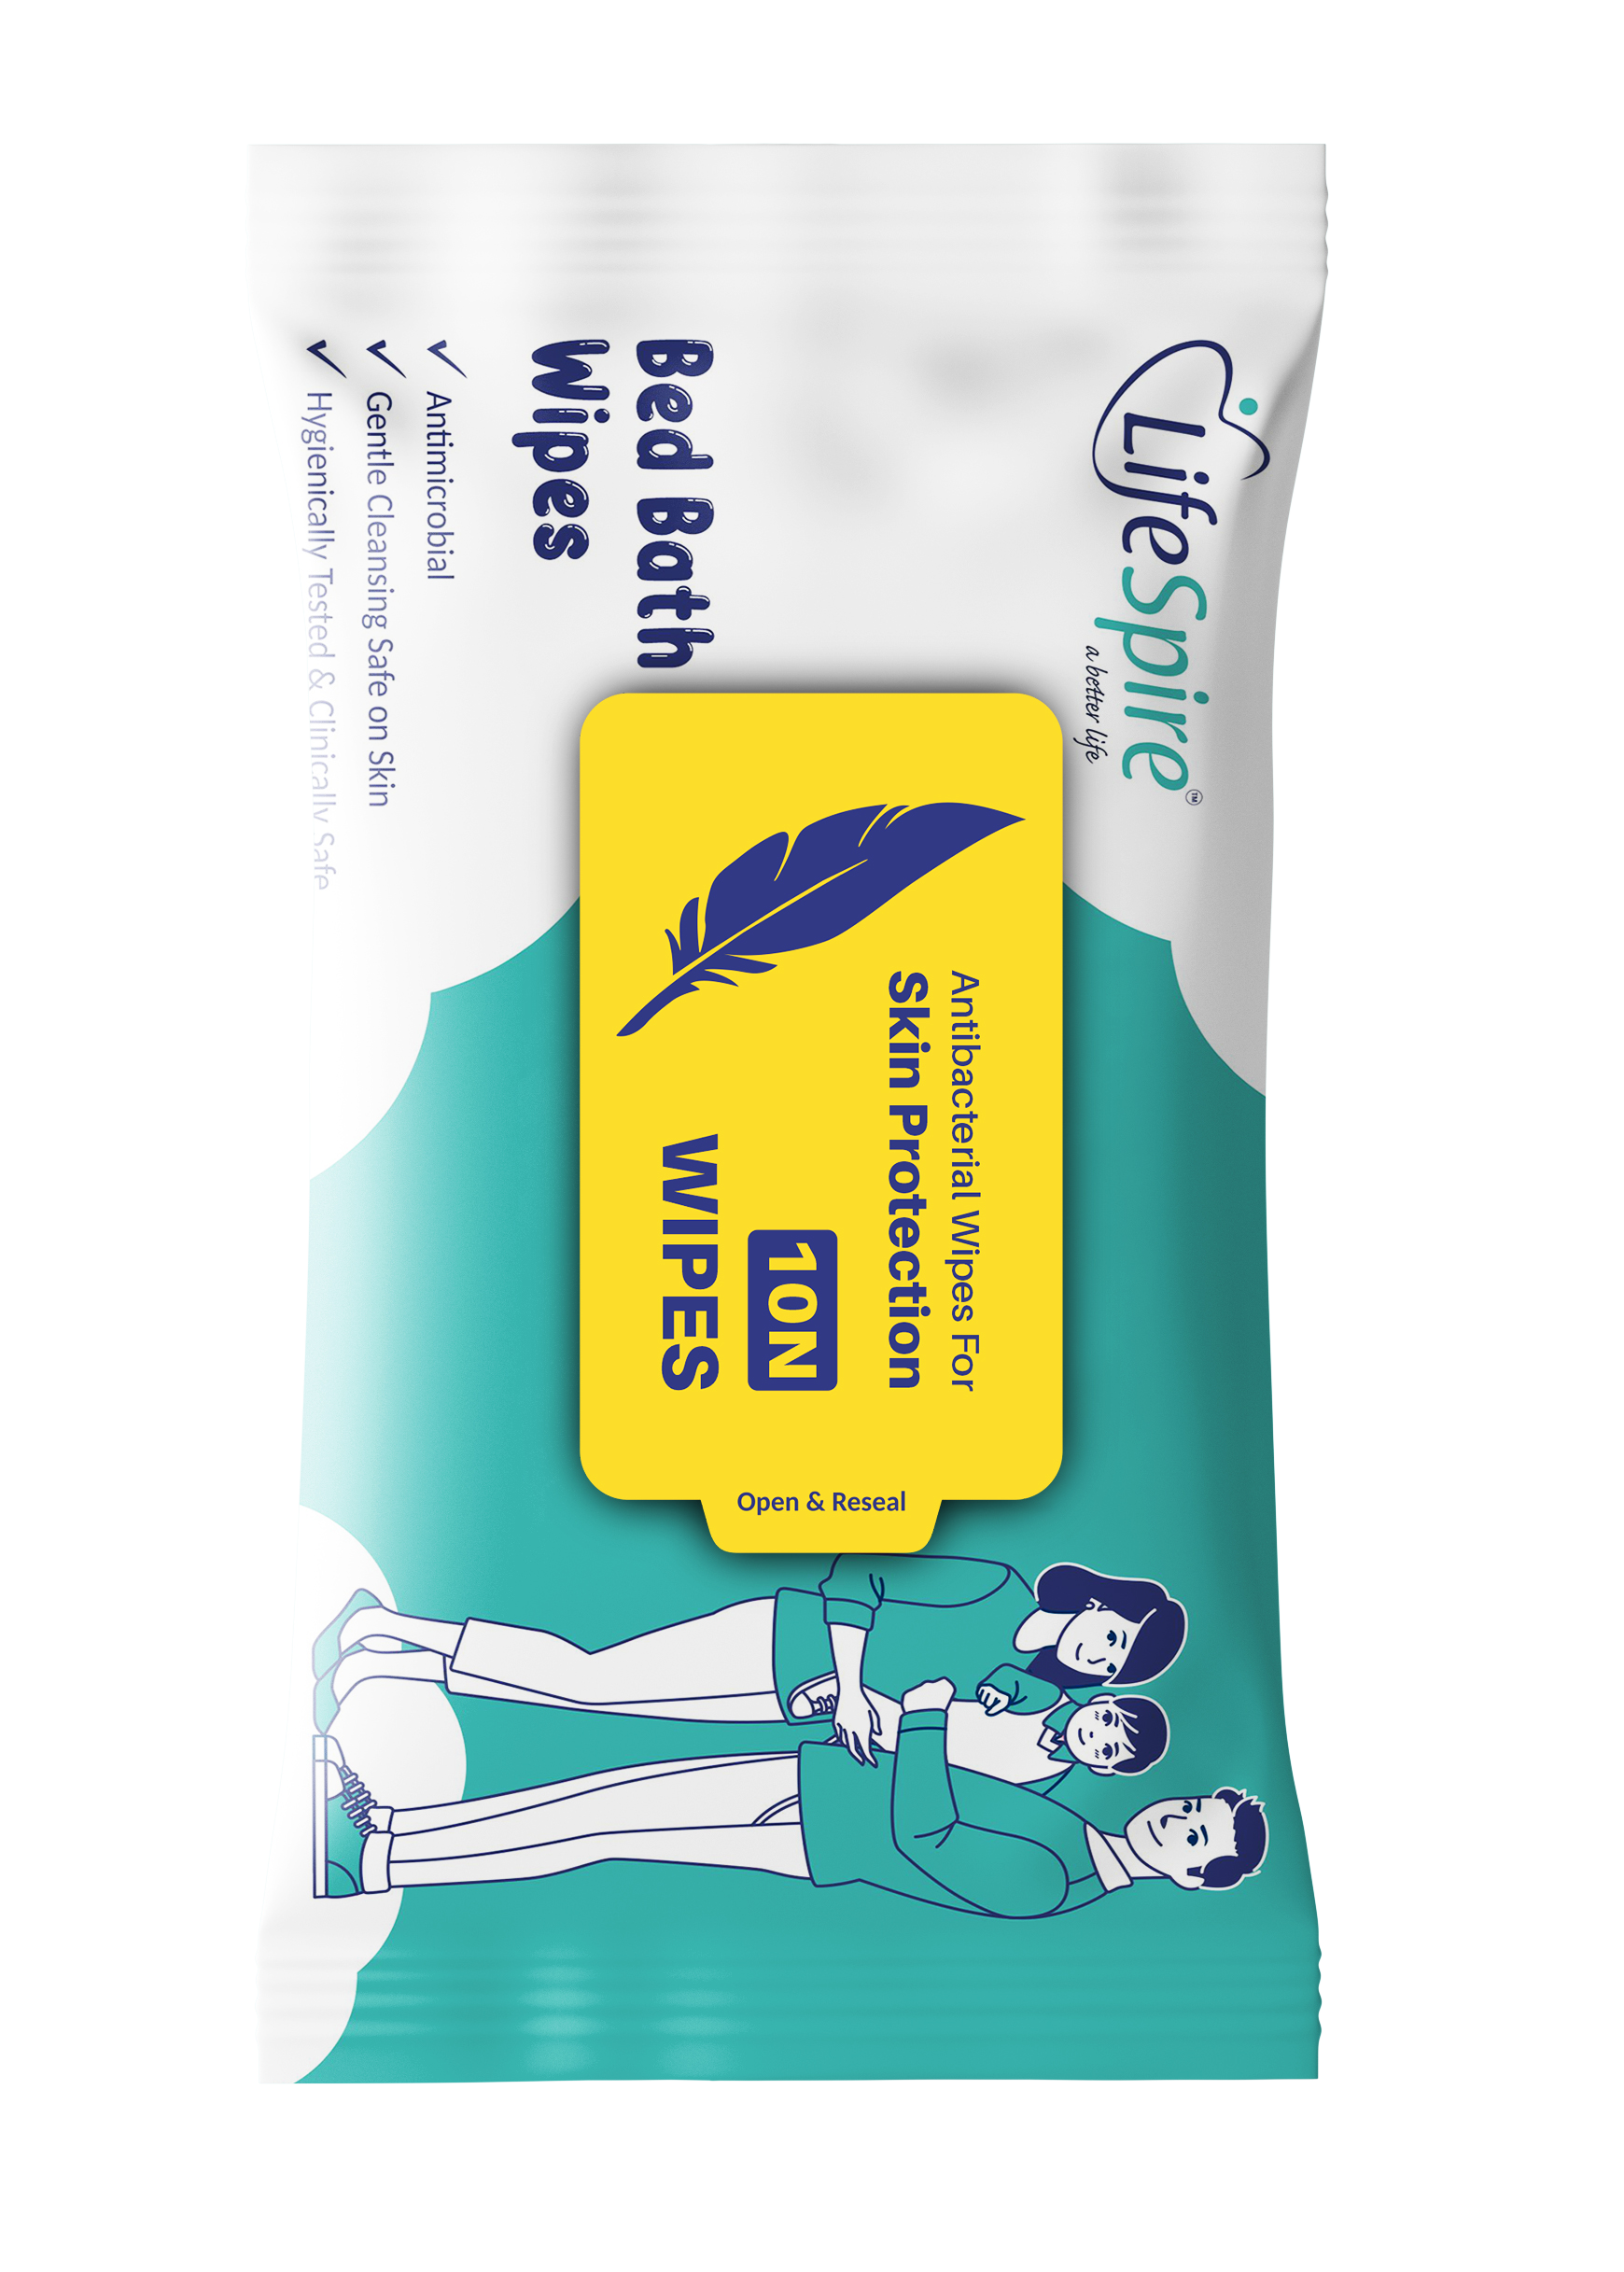 LifeSpire™
a better life
Bed Bath
Wipes
Antimicrobial
Gentle Cleansing Safe on Skin
Hygienically Tested & Clinically Safe
Antibacterial Wipes For
Skin Protection
10N
WIPES
Open & Reseal